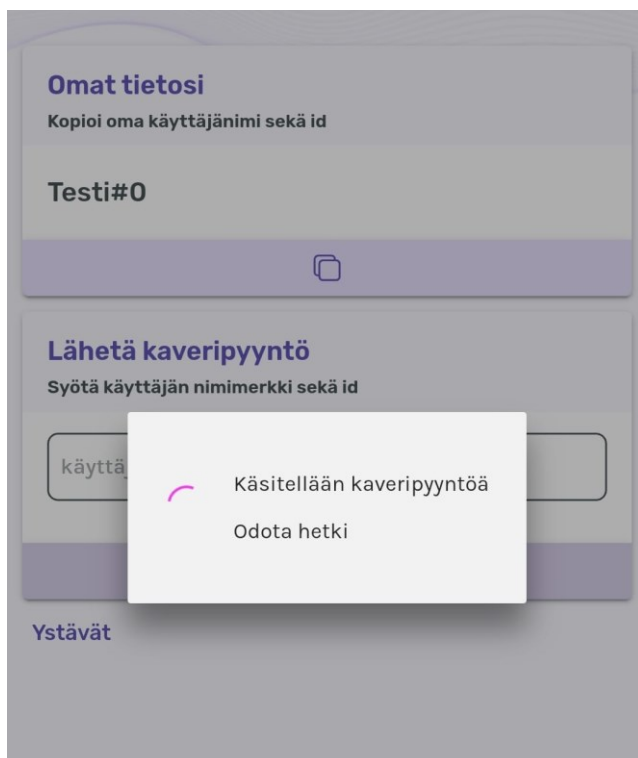 Omat tietosi
Kopioi oma käyttäjänimi sekä id
Testi#0
Lähetä kaveripyyntö
Syötä käyttäjän nimimerkki sekä id
Käsitellään kaveripyyntöä
Odota hetki
Ystävät